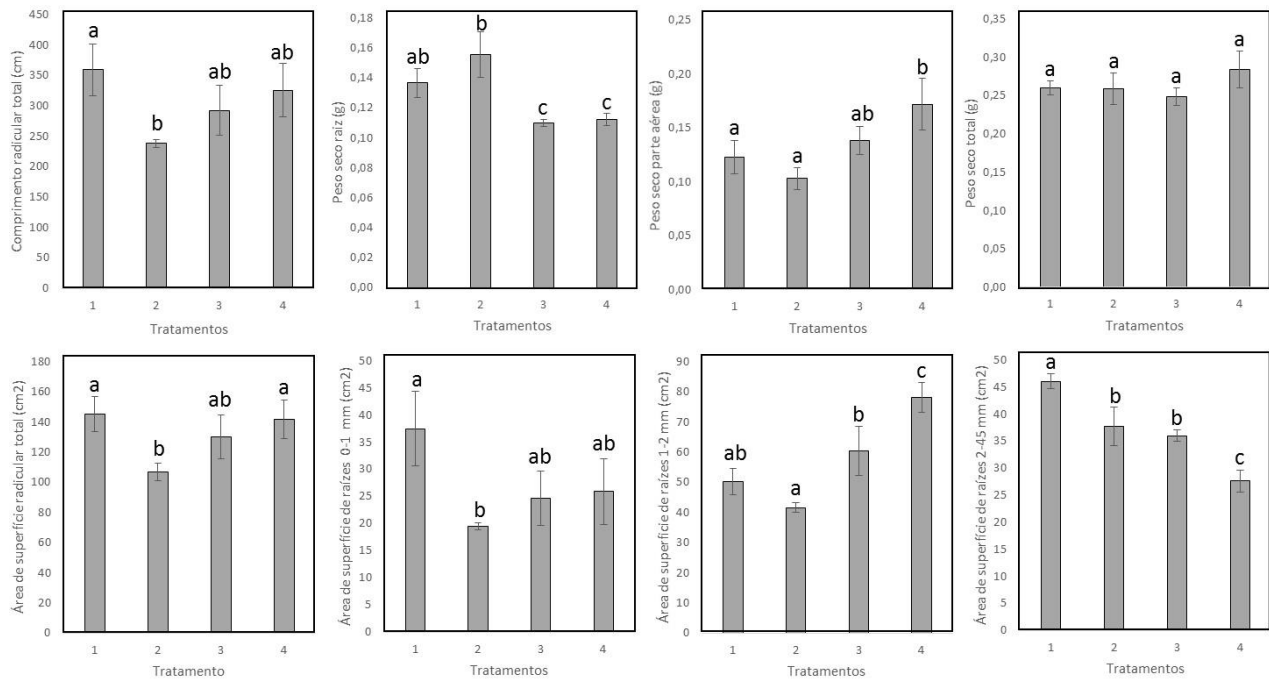 Comprimento radicular total (cm)
450
400
350
300
250
200
150
100
50
0
a
b
ab
ab
1 2 3 4
Tratamentos
Peso seco raíz (g)
0,18
0,16
0,14
0,12
0,10
0,08
0,06
0,04
0,02
0,00
ab
b
c
c
1 2 3 4
Tratamentos
Peso seco parte aérea (g)
0,25
0,20
0,15
0,10
0,05
0,00
a
a
ab
b
1 2 3 4
Tratamentos
Peso seco total (g)
0,35
0,30
0,25
0,20
0,15
0,10
0,05
0,00
a
a
a
a
1 2 3 4
Tratamentos
Área de superfície radicular total (cm2)
180
160
140
120
100
80
60
40
20
0
a
b
ab
a
1 2 3 4
Tratamento
Área de superfície de raízes 0-1 mm (cm2)
50
45
40
35
30
25
20
15
10
5
0
a
b
ab
ab
1 2 3 4
Tratamentos
Área de superfície de raízes 1-2 mm (cm2)
90
80
70
60
50
40
30
20
10
0
ab
a
b
c
1 2 3 4
Tratamentos
Área de superfície de raízes 2-45 mm (cm2)
50
45
40
35
30
25
20
15
10
5
0
a
b
b
c
1 2 3 4
Tratamentos